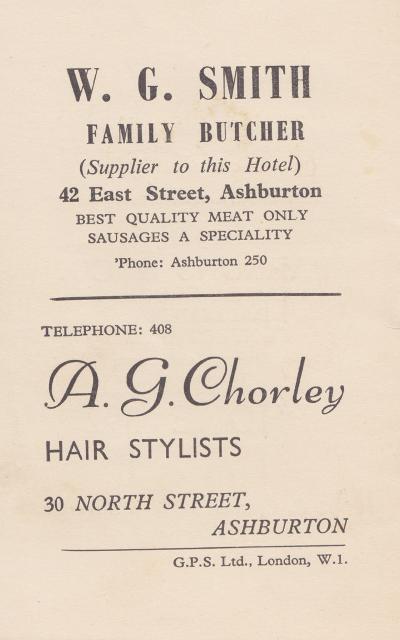 W. G. SMITH
FAMILY BUTCHER
(Supplier to this Hotel)
42 East Street, Ashburton
BEST QUALITY MEAT ONLY
SAUSAGES A SPECIALITY
'Phone: Ashburton 250
TELEPHONE: 408
A. G. Chorley
HAIR STYLISTS
30 NORTH STREET,
ASHBURTON
G.P.S. Ltd., London, W.1.